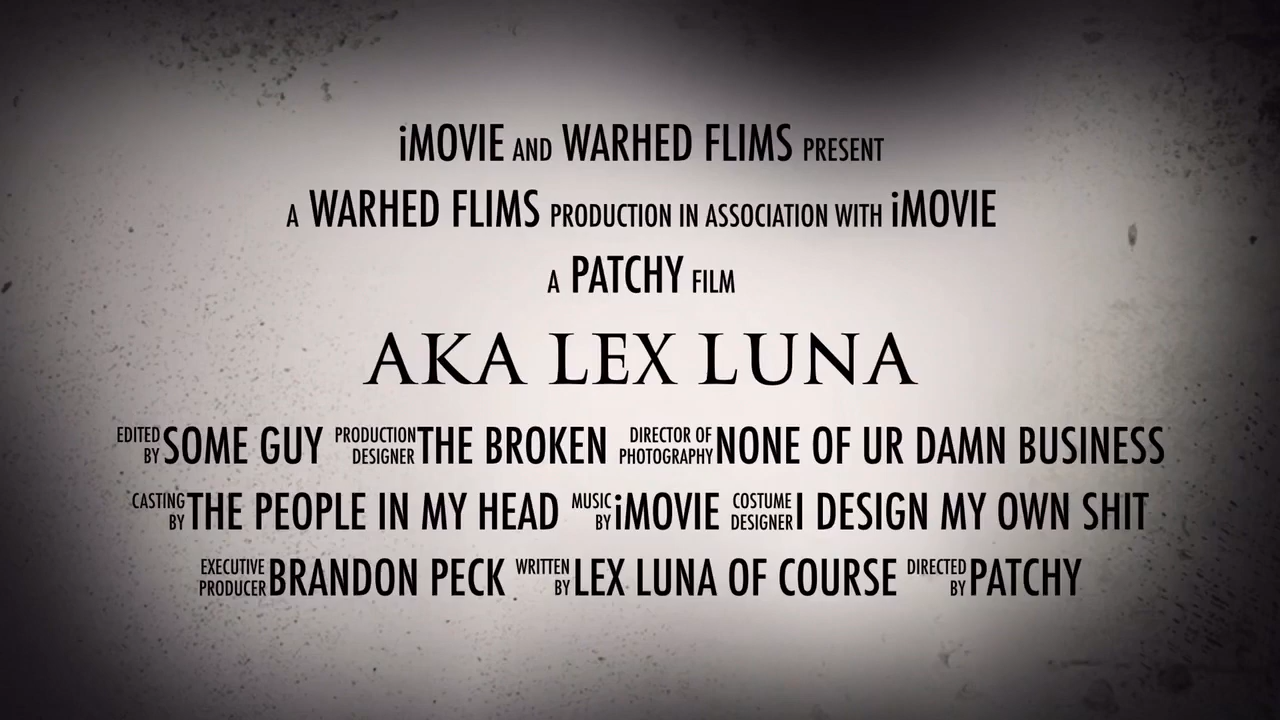 iMOVIE AND WARHED FLIMS PRESENT
A WARHED FLIMS PRODUCTION IN ASSOCIATION WITH iMOVIE
A PATCHY FILM
AKA LEX LUNA
EDITED BY SOME GUY PRODUCTION DESIGNER THE BROKEN DIRECTOR OF PHOTOGRAPHY NONE OF UR DAMN BUSINESS
CASTING BY THE PEOPLE IN MY HEAD MUSIC BY iMOVIE COSTUME DESIGNER I DESIGN MY OWN SHIT
EXECUTIVE PRODUCER BRANDON PECK WRITTEN BY LEX LUNA OF COURSE DIRECTED BY PATCHY